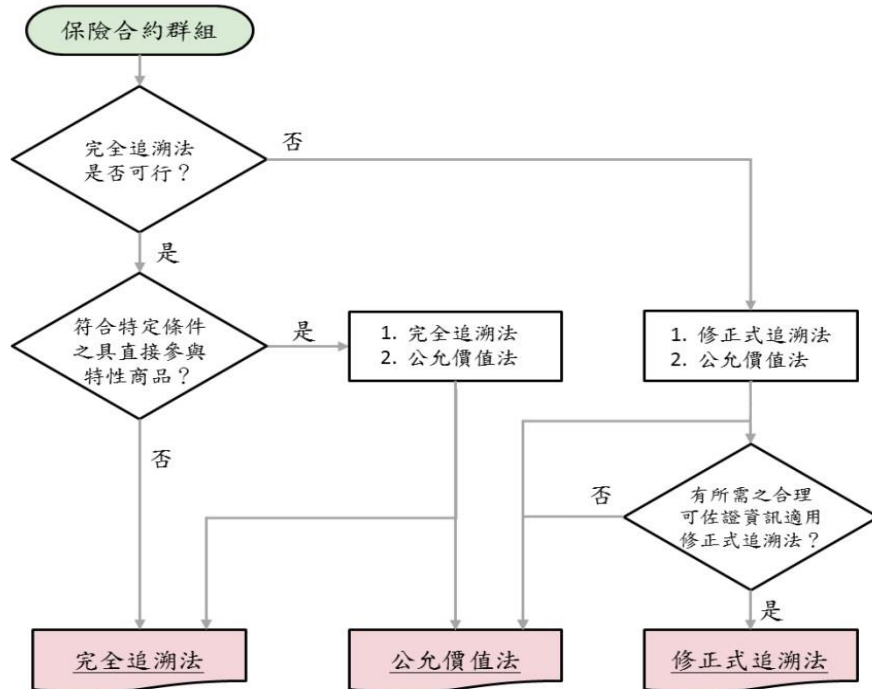 保險合約群組
完全追溯法
是否可行？
否
是
符合特定條件
之具直接參與
特性商品？
是
1. 完全追溯法
2. 公允價值法
1. 修正式追溯法
2. 公允價值法
否
否
有所需之合理
可佐證資訊適用
修正式追溯法？
是
完全追溯法
公允價值法
修正式追溯法